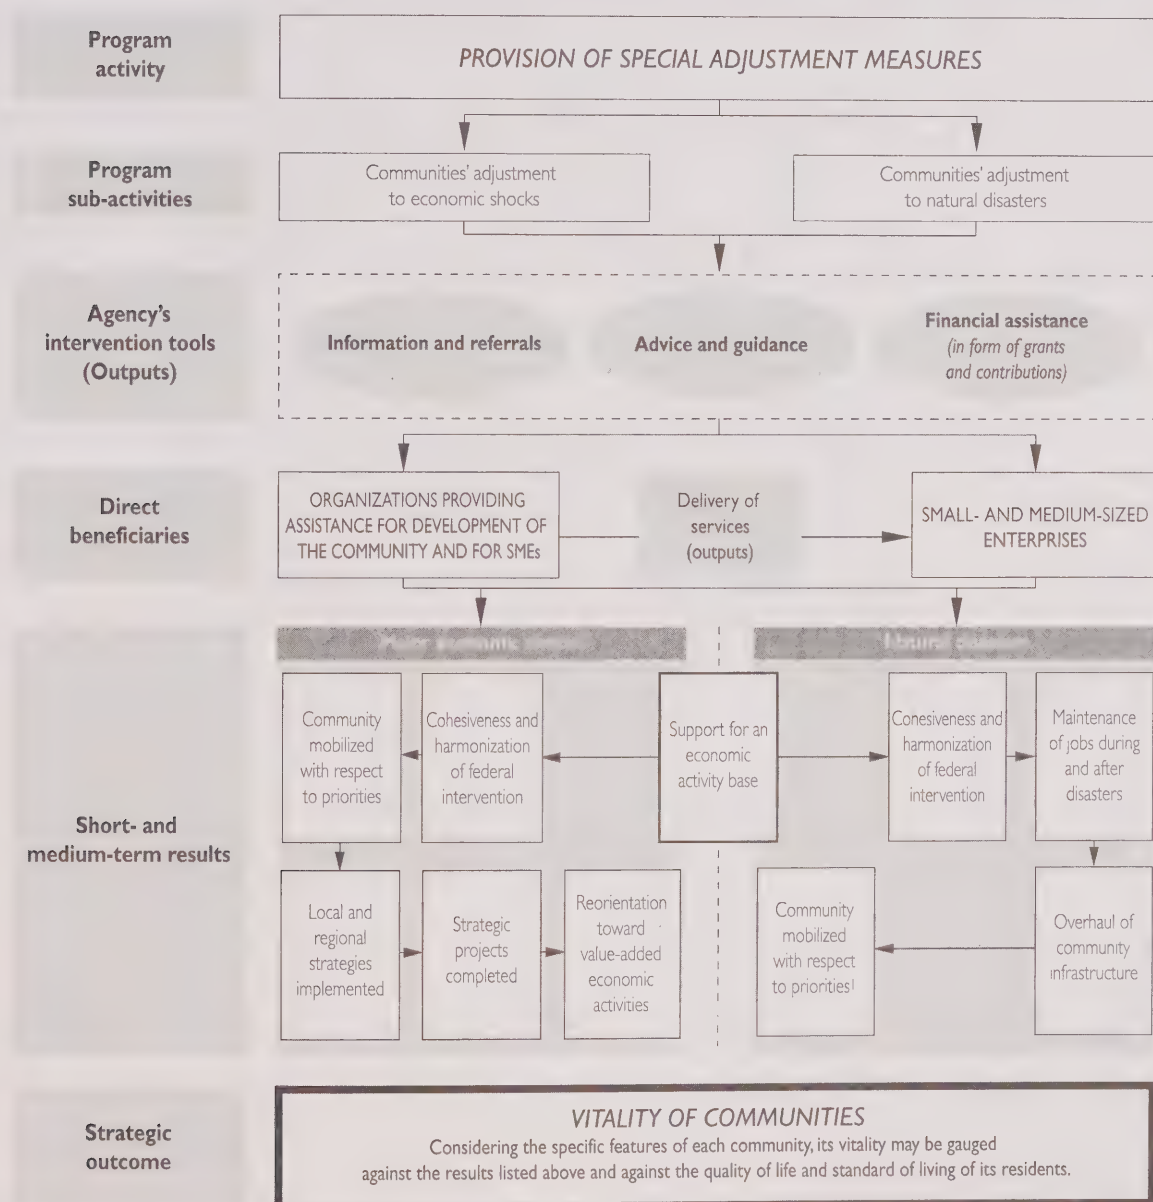 Program
activity
PROVISION OF SPECIAL ADJUSTMENT MEASURES
Program
sub-activities
Communities' adjustment
to economic shocks
Communities' adjustment
to natural disasters
Agency's
intervention tools
(Outputs)
Information and referrals
Advice and guidance
Financial assistance
(in form of grants
and contributions)
Direct
beneficiaries
ORGANIZATIONS PROVIDING
ASSISTANCE FOR DEVELOPMENT OF
THE COMMUNITY AND FOR SMEs
Delivery of
services
(outputs)
SMALL- AND MEDIUM-SIZED
ENTERPRISES
Short- and
medium-term results
Community
mobilized
with respect
to priorities
Cohesiveness and
harmonization
of federal
intervention
Support for an
economic
activity base
Cohesiveness and
harmonization
of federal
intervention
Maintenance
of jobs during
and after
disasters
Local and
regional
strategies
implemented
Strategic
projects
completed
Reorientation
toward
value-added
economic
activities
Community
mobilized
with respect
to priorities¹
Overhaul of
community
infrastructure
Strategic
outcome
VITALITY OF COMMUNITIES
Considering the specific features of each community, its vitality may be gauged
against the results listed above and against the quality of life and standard of living of its residents.